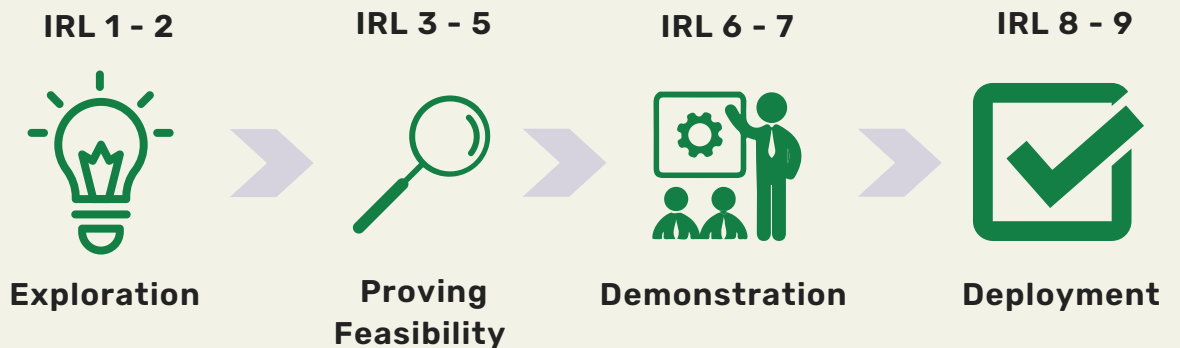 IRL 1 - 2
IRL 3 - 5
IRL 6 - 7
IRL 8 - 9
Exploration
Proving
Feasibility
Demonstration
Deployment